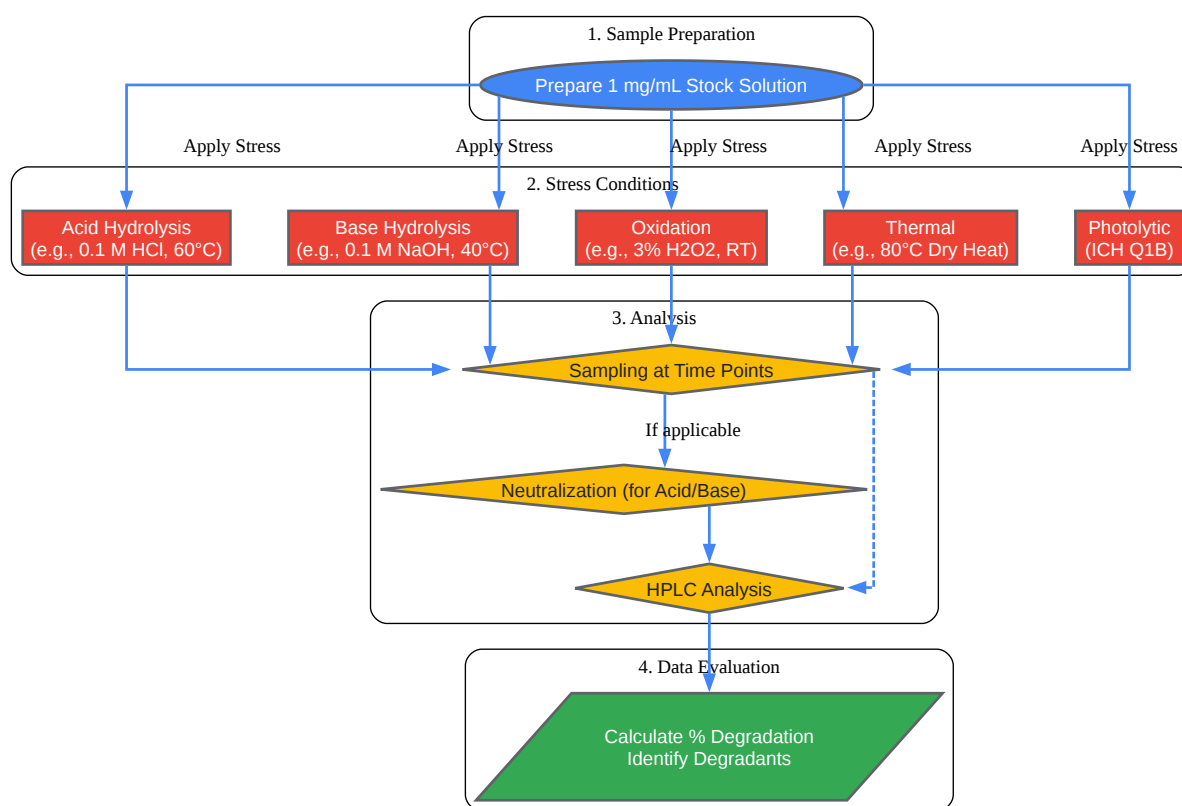 1. Sample Preparation
Prepare 1 mg/mL Stock Solution
Apply Stress
Apply Stress
Apply Stress
Apply Stress
Apply Stress
2. Stress Conditions
Acid Hydrolysis
(e.g., 0.1 M HCl, 60°C)
Base Hydrolysis
(e.g., 0.1 M NaOH, 40°C)
Oxidation
(e.g., 3% H2O2, RT)
Thermal
(e.g., 80°C Dry Heat)
Photolytic
(ICH Q1B)
3. Analysis
Sampling at Time Points
If applicable
Neutralization (for Acid/Base)
HPLC Analysis
4. Data Evaluation
Calculate % Degradation
Identify Degradants